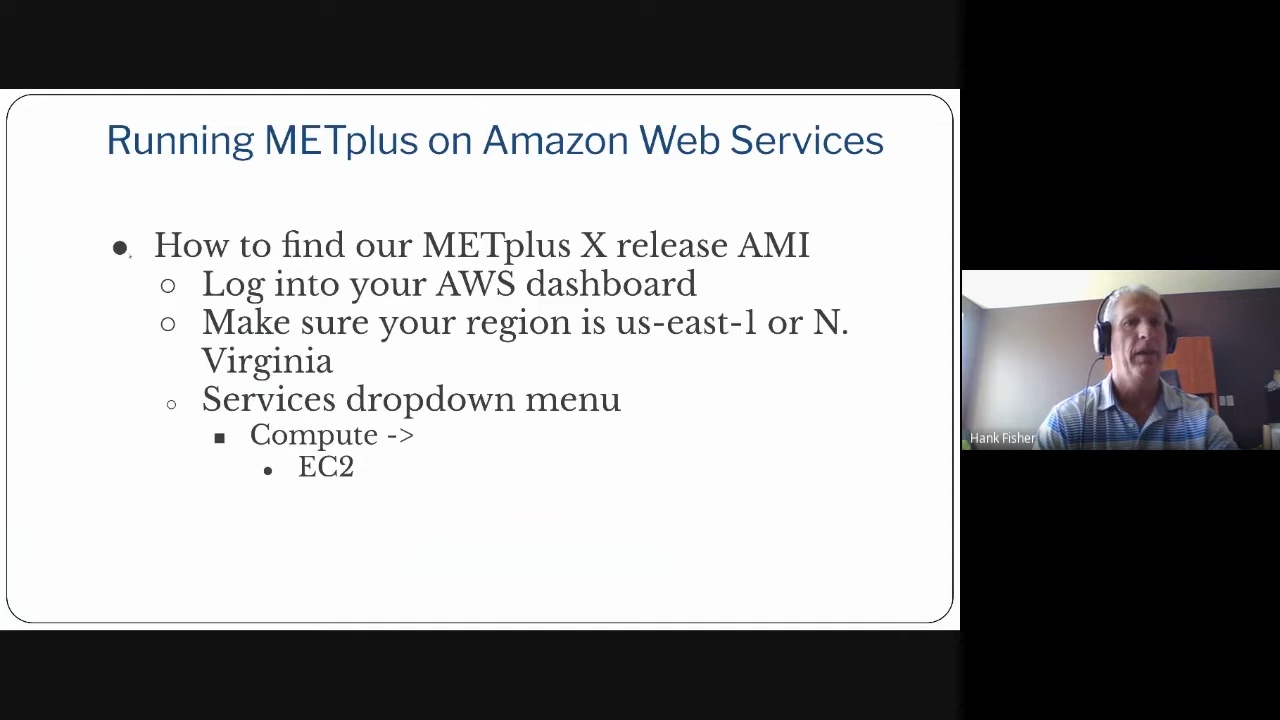 Running METplus on Amazon Web Services
● How to find our METplus X release AMI
○ Log into your AWS dashboard
○ Make sure your region is us-east-1 or N.
Virginia
○ Services dropdown menu
■ Compute ->
● EC2
Hank Fisher